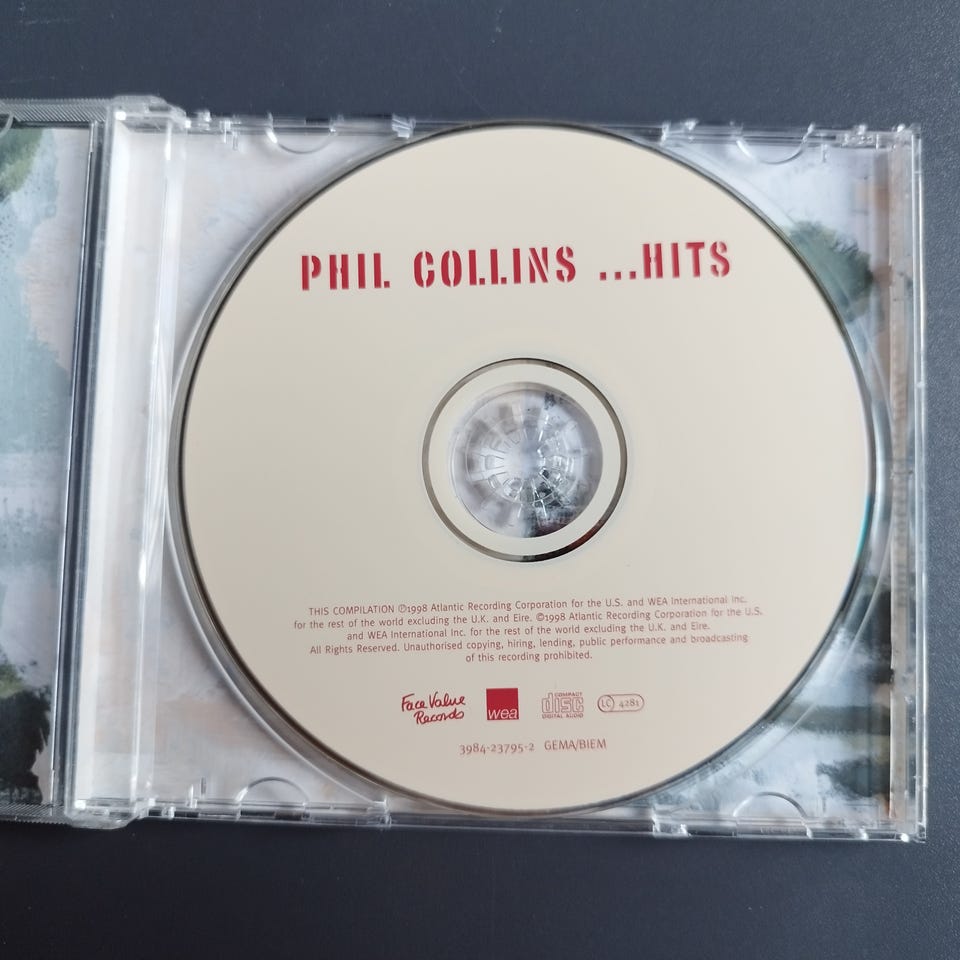 PHIL COLLINS ...HITS
THIS COMPILATION ℗1998 Atlantic Recording Corporation for the U.S. and WEA International Inc.
for the rest of the world excluding the U.K. and Eire. ©1998 Atlantic Recording Corporation for the U.S.
and WEA International Inc. for the rest of the world excluding the U.K. and Eire.
All Rights Reserved. Unauthorised copying, hiring, lending, public performance and broadcasting
of this recording prohibited.
Face Value
Records
wea
COMPACT
disc
DIGITAL AUDIO
LC 4281
3984-23795-2 GEMA/BIEM